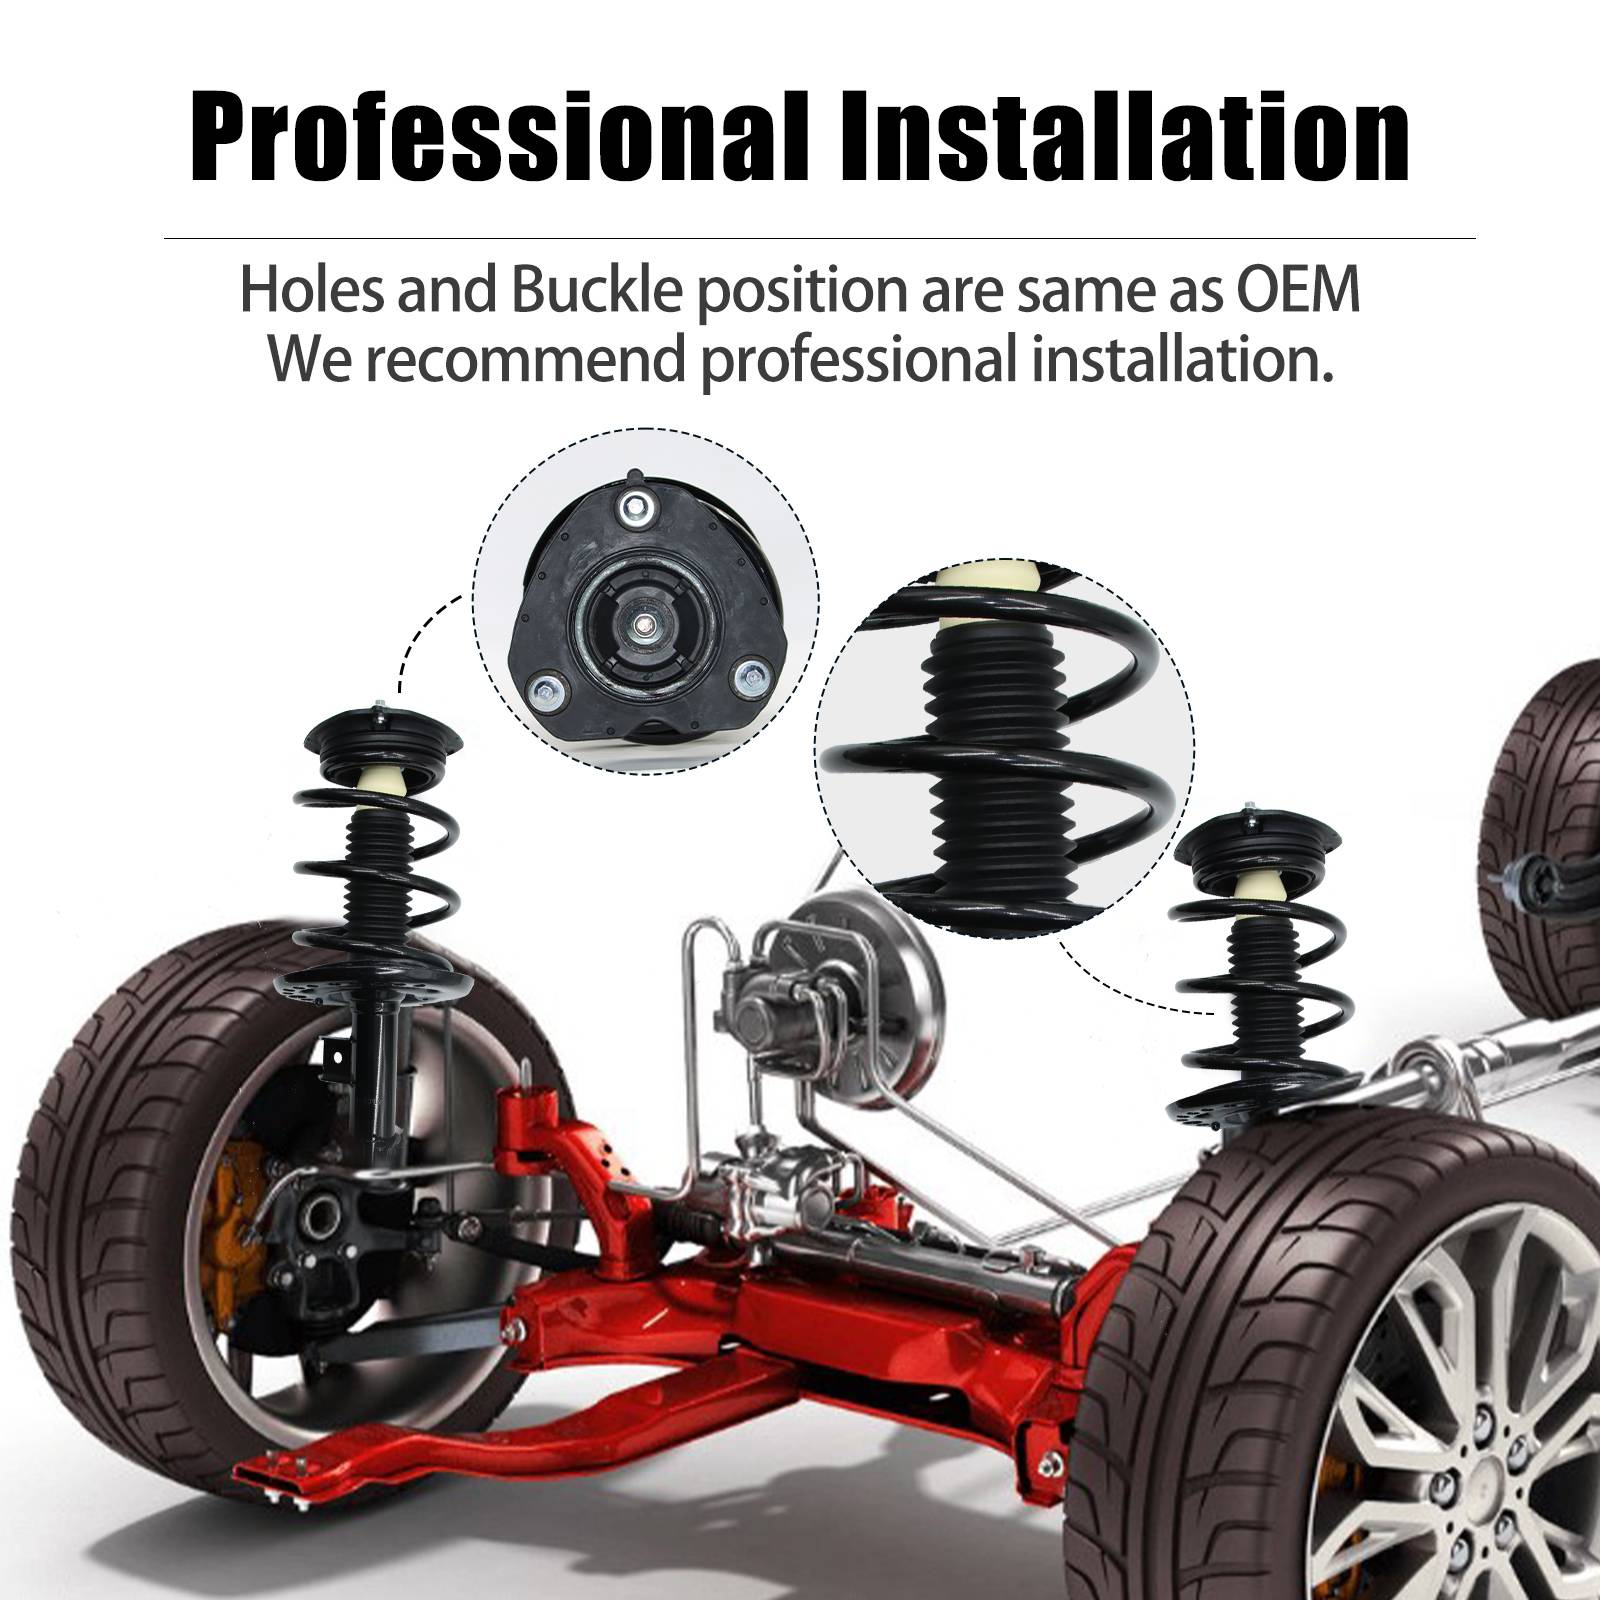 Professional Installation
Holes and Buckle position are same as OEM
We recommend professional installation.